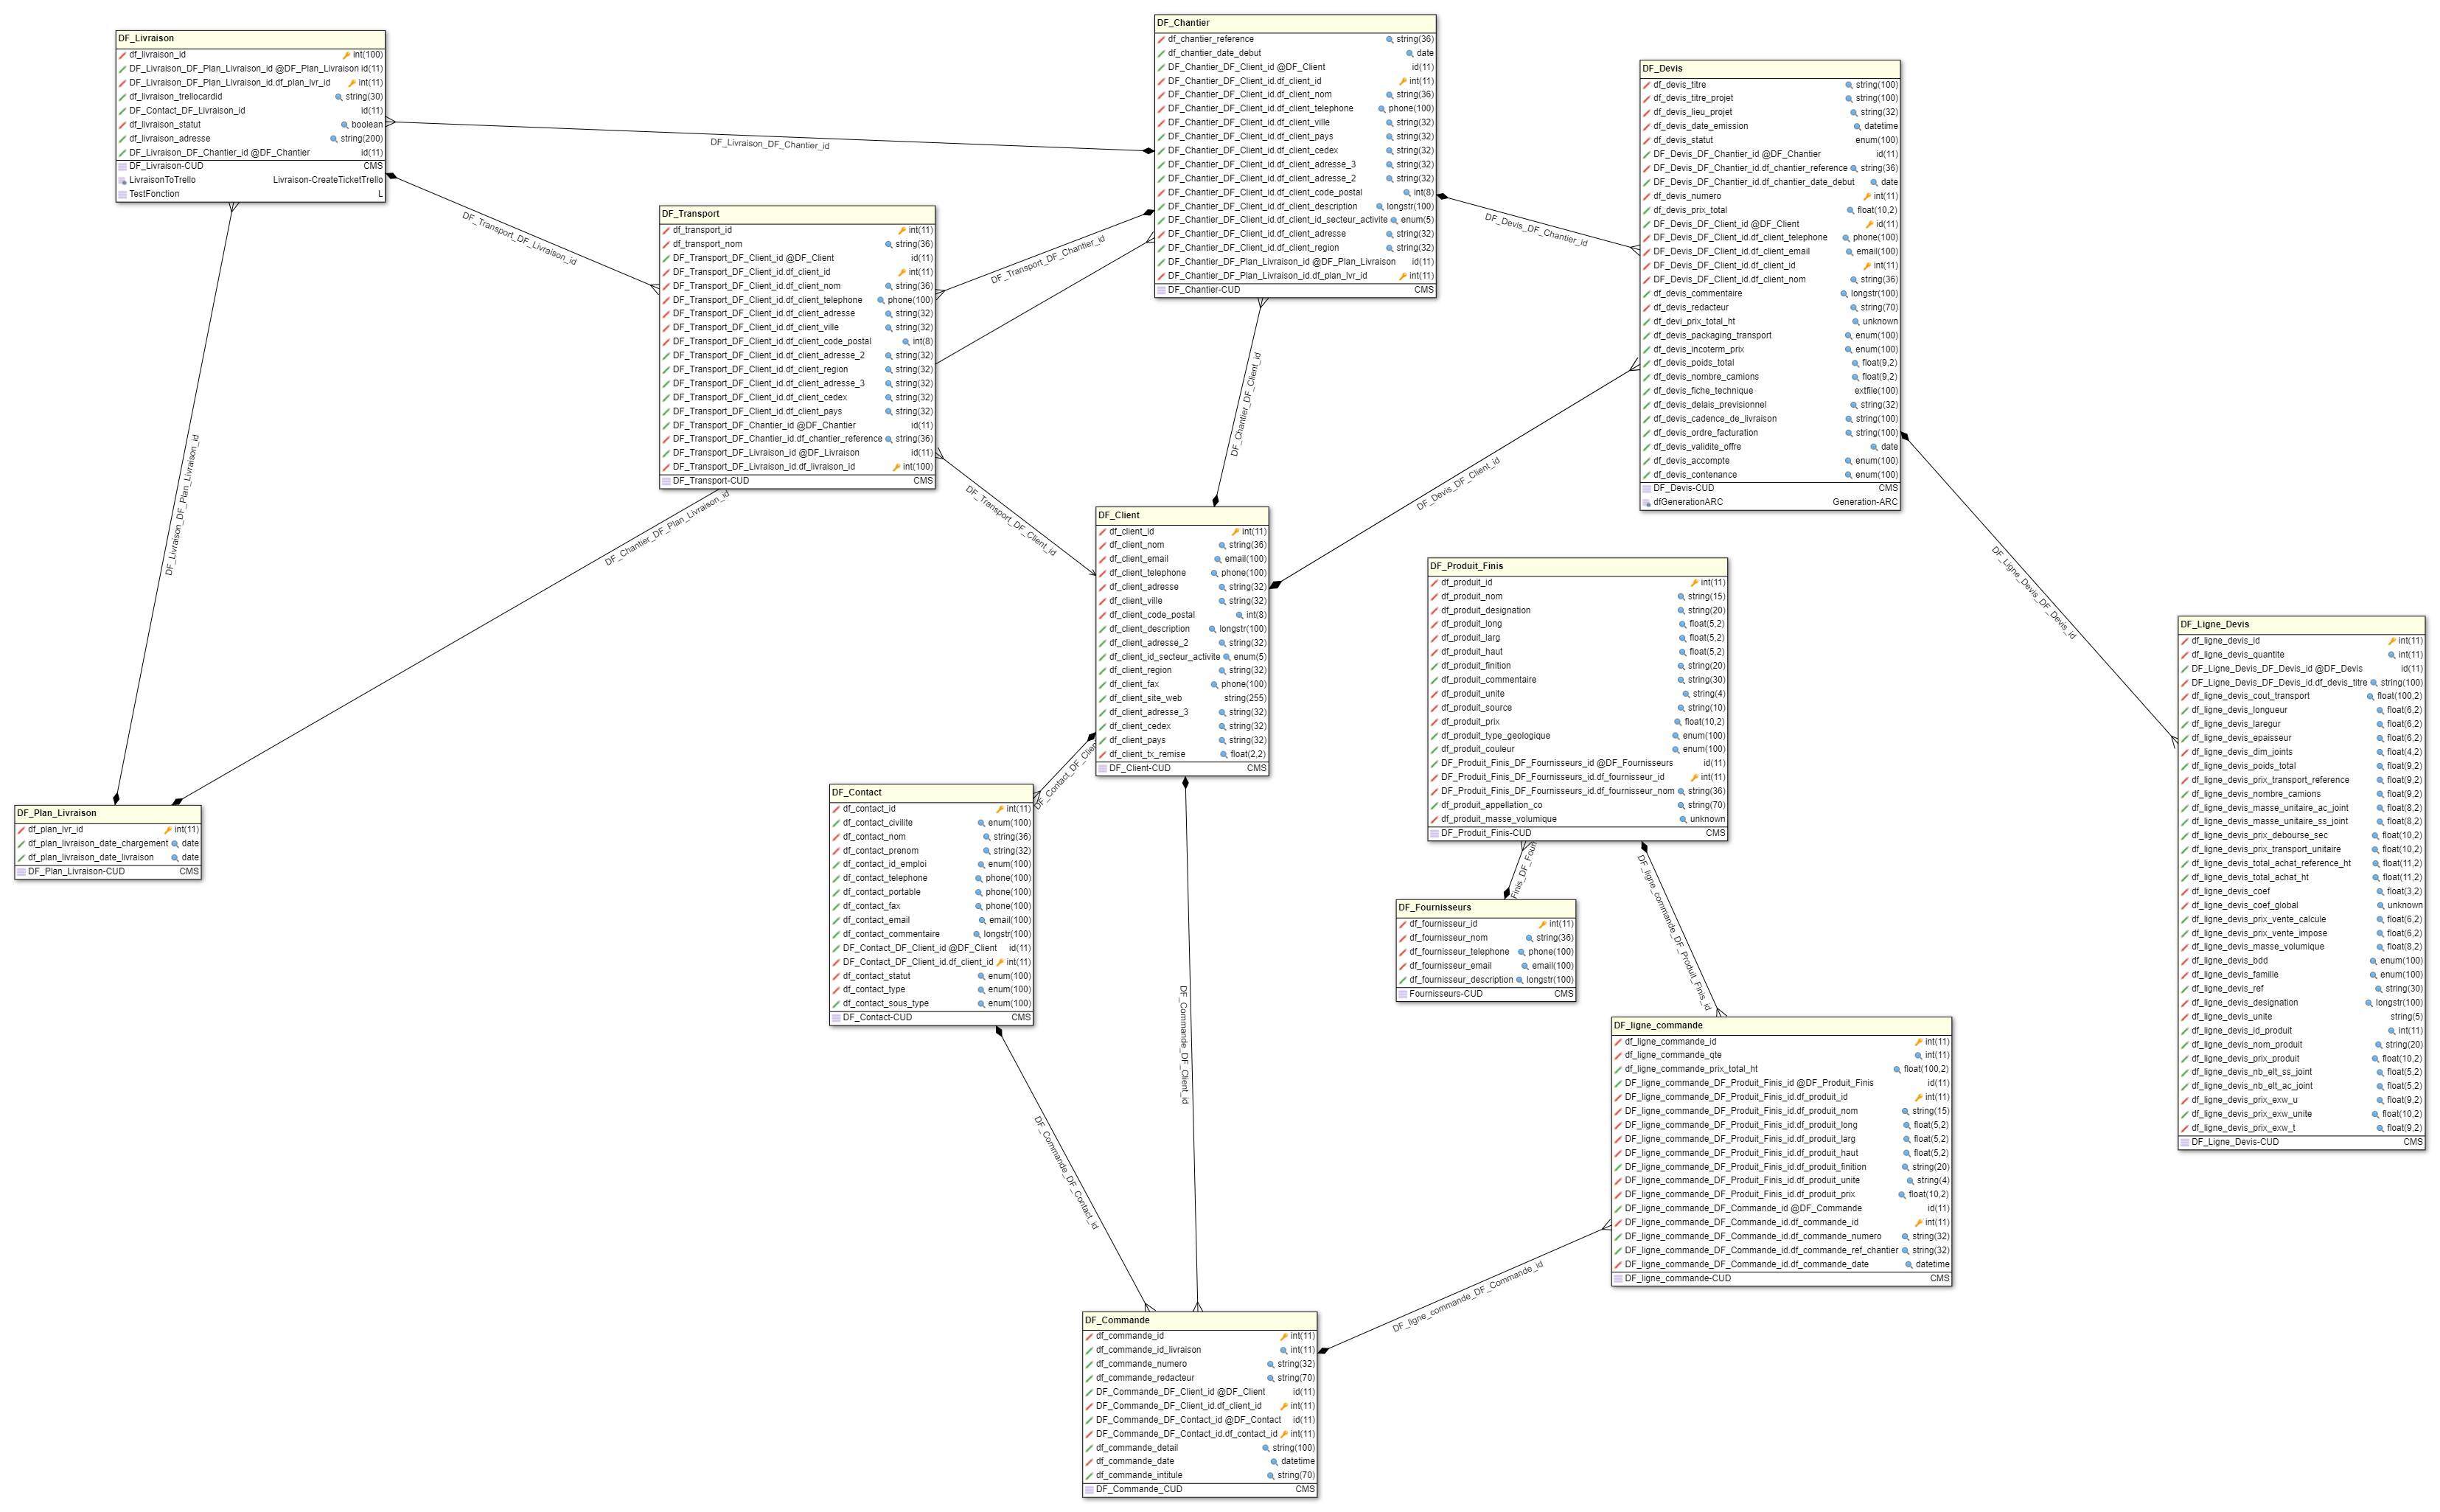 DF_Livraison
df_livraison_id int(100)
DF_Livraison_DF_Plan_Livraison_id @DF_Plan_Livraison id(11)
DF_Livraison_DF_Plan_Livraison_id.df_plan_lvr_id int(11)
df_livraison_trellocardid string(30)
DF_Contact_DF_Livraison_id id(11)
df_livraison_statut boolean
df_livraison_adresse string(200)
DF_Livraison_DF_Chantier_id @DF_Chantier id(11)
DF_Livraison-CUD CMS
LivraisonToTrello Livraison-CreateTicketTrello
TestFonction L
DF_Chantier
df_chantier_reference string(36)
df_chantier_date_debut date
DF_Chantier_DF_Client_id @DF_Client id(11)
DF_Chantier_DF_Client_id.df_client_id int(11)
DF_Chantier_DF_Client_id.df_client_nom string(36)
DF_Chantier_DF_Client_id.df_client_telephone phone(100)
DF_Chantier_DF_Client_id.df_client_ville string(32)
DF_Chantier_DF_Client_id.df_client_pays string(32)
DF_Chantier_DF_Client_id.df_client_cedex string(32)
DF_Chantier_DF_Client_id.df_client_adresse_3 string(32)
DF_Chantier_DF_Client_id.df_client_adresse_2 string(32)
DF_Chantier_DF_Client_id.df_client_code_postal int(8)
DF_Chantier_DF_Client_id.df_client_description longstr(100)
DF_Chantier_DF_Client_id.df_client_id_secteur_activite enum(5)
DF_Chantier_DF_Client_id.df_client_adresse string(32)
DF_Chantier_DF_Client_id.df_client_region string(32)
DF_Chantier_DF_Plan_Livraison_id @DF_Plan_Livraison id(11)
DF_Chantier_DF_Plan_Livraison_id.df_plan_lvr_id int(11)
DF_Chantier-CUD CMS
DF_Devis
df_devis_titre string(100)
df_devis_titre_projet string(100)
df_devis_lieu_projet string(32)
df_devis_date_emission datetime
df_devis_statut enum(100)
DF_Devis_DF_Chantier_id @DF_Chantier id(11)
DF_Devis_DF_Chantier_id.df_chantier_reference string(36)
DF_Devis_DF_Chantier_id.df_chantier_date_debut date
df_devis_numero int(11)
df_devis_prix_total float(10,2)
DF_Devis_DF_Client_id @DF_Client id(11)
DF_Devis_DF_Client_id.df_client_telephone phone(100)
DF_Devis_DF_Client_id.df_client_email email(100)
DF_Devis_DF_Client_id.df_client_id int(11)
DF_Devis_DF_Client_id.df_client_nom string(36)
df_devis_commentaire longstr(100)
df_devis_redacteur string(70)
df_devi_prix_total_ht unknown
df_devis_packaging_transport enum(100)
df_devis_incoterm_prix enum(100)
df_devis_poids_total float(9,2)
df_devis_nombre_camions float(9,2)
df_devis_fiche_technique extfile(100)
df_devis_delais_previsionnel string(32)
df_devis_cadence_de_livraison string(100)
df_devis_ordre_facturation string(100)
df_devis_validite_offre date
df_devis_accompte enum(100)
df_devis_contenance enum(100)
DF_Devis-CUD CMS
dfGenerationARC Generation-ARC
DF_Livraison_DF_Chantier_id
DF_Transport_DF_Livraison_id
DF_Transport_DF_Chantier_id
DF_Devis_DF_Chantier_id
DF_Transport
df_transport_id int(11)
df_transport_nom string(36)
DF_Transport_DF_Client_id @DF_Client id(11)
DF_Transport_DF_Client_id.df_client_id int(11)
DF_Transport_DF_Client_id.df_client_nom string(36)
DF_Transport_DF_Client_id.df_client_telephone phone(100)
DF_Transport_DF_Client_id.df_client_adresse string(32)
DF_Transport_DF_Client_id.df_client_ville string(32)
DF_Transport_DF_Client_id.df_client_code_postal int(8)
DF_Transport_DF_Client_id.df_client_adresse_2 string(32)
DF_Transport_DF_Client_id.df_client_region string(32)
DF_Transport_DF_Client_id.df_client_adresse_3 string(32)
DF_Transport_DF_Client_id.df_client_cedex string(32)
DF_Transport_DF_Client_id.df_client_pays string(32)
DF_Transport_DF_Chantier_id @DF_Chantier id(11)
DF_Transport_DF_Chantier_id.df_chantier_reference string(36)
DF_Transport_DF_Livraison_id @DF_Livraison id(11)
DF_Transport_DF_Livraison_id.df_livraison_id int(100)
DF_Transport-CUD CMS
DF_Chantier_DF_Client_id
DF_Livraison_DF_Plan_Livraison_id
DF_Chantier_DF_Plan_Livraison_id
DF_Transport_DF_Client_id
DF_Devis_DF_Client_id
DF_Ligne_Devis_DF_Devis_id
DF_Client
df_client_id int(11)
df_client_nom string(36)
df_client_email email(100)
df_client_telephone phone(100)
df_client_adresse string(32)
df_client_ville string(32)
df_client_code_postal int(8)
df_client_description longstr(100)
df_client_adresse_2 string(32)
df_client_id_secteur_activite enum(5)
df_client_region string(32)
df_client_fax phone(100)
df_client_site_web string(255)
df_client_adresse_3 string(32)
df_client_cedex string(32)
df_client_pays string(32)
df_client_tx_remise float(2,2)
DF_Client-CUD CMS
DF_Produit_Finis
df_produit_id int(11)
df_produit_nom string(15)
df_produit_designation string(20)
df_produit_long float(5,2)
df_produit_larg float(5,2)
df_produit_haut float(5,2)
df_produit_finition string(20)
df_produit_commentaire string(30)
df_produit_unite string(4)
df_produit_source string(10)
df_produit_prix float(10,2)
df_produit_type_geologique enum(100)
df_produit_couleur enum(100)
DF_Produit_Finis_DF_Fournisseurs_id @DF_Fournisseurs id(11)
DF_Produit_Finis_DF_Fournisseurs_id.df_fournisseur_id int(11)
DF_Produit_Finis_DF_Fournisseurs_id.df_fournisseur_nom string(36)
df_produit_appellation_co string(70)
df_produit_masse_volumique unknown
DF_Produit_Finis-CUD CMS
DF_Ligne_Devis
df_ligne_devis_id int(11)
df_ligne_devis_quantite int(11)
DF_Ligne_Devis_DF_Devis_id @DF_Devis id(11)
DF_Ligne_Devis_DF_Devis_id.df_devis_titre string(100)
df_ligne_devis_cout_transport float(100,2)
df_ligne_devis_longueur float(6,2)
df_ligne_devis_laregur float(6,2)
df_ligne_devis_epaisseur float(6,2)
df_ligne_devis_dim_joints float(4,2)
df_ligne_devis_poids_total float(9,2)
df_ligne_devis_prix_transport_reference float(9,2)
df_ligne_devis_nombre_camions float(9,2)
df_ligne_devis_masse_unitaire_ac_joint float(8,2)
df_ligne_devis_masse_unitaire_ss_joint float(8,2)
df_ligne_devis_prix_debourse_sec float(10,2)
df_ligne_devis_prix_transport_unitaire float(10,2)
df_ligne_devis_total_achat_reference_ht float(11,2)
df_ligne_devis_total_achat_ht float(11,2)
df_ligne_devis_coef float(3,2)
df_ligne_devis_coef_global unknown
df_ligne_devis_prix_vente_calcule float(6,2)
df_ligne_devis_prix_vente_impose float(6,2)
df_ligne_devis_masse_volumique float(8,2)
df_ligne_devis_bdd enum(100)
df_ligne_devis_famille enum(100)
df_ligne_devis_ref string(30)
df_ligne_devis_designation longstr(100)
df_ligne_devis_unite string(5)
df_ligne_devis_id_produit int(11)
df_ligne_devis_nom_produit string(20)
df_ligne_devis_prix_produit float(10,2)
df_ligne_devis_nb_elt_ss_joint float(5,2)
df_ligne_devis_nb_elt_ac_joint float(5,2)
df_ligne_devis_prix_exw_u float(9,2)
df_ligne_devis_prix_exw_unite float(10,2)
df_ligne_devis_prix_exw_t float(9,2)
DF_Ligne_Devis-CUD CMS
DF_Plan_Livraison
df_plan_lvr_id int(11)
df_plan_livraison_date_chargement date
df_plan_livraison_date_livraison date
DF_Plan_Livraison-CUD CMS
DF_Contact_DF_Clien
DF_Contact
df_contact_id int(11)
df_contact_civilite enum(100)
df_contact_nom string(36)
df_contact_prenom string(32)
df_contact_id_emploi enum(100)
df_contact_telephone phone(100)
df_contact_portable phone(100)
df_contact_fax phone(100)
df_contact_email email(100)
df_contact_commentaire longstr(100)
DF_Contact_DF_Client_id @DF_Client id(11)
DF_Contact_DF_Client_id.df_client_id int(11)
df_contact_statut enum(100)
df_contact_type enum(100)
df_contact_sous_type enum(100)
DF_Contact-CUD CMS
Finis_DF_Four
DF_ligne_commande_DF_Produit_Finis_id
DF_Fournisseurs
df_fournisseur_id int(11)
df_fournisseur_nom string(36)
df_fournisseur_telephone phone(100)
df_fournisseur_email email(100)
df_fournisseur_description longstr(100)
Fournisseurs-CUD CMS
DF_Commande_DF_Client_id
DF_Commande_DF_Contact_id
DF_ligne_commande
df_ligne_commande_id int(11)
df_ligne_commande_qte int(11)
df_ligne_commande_prix_total_ht float(100,2)
DF_ligne_commande_DF_Produit_Finis_id @DF_Produit_Finis id(11)
DF_ligne_commande_DF_Produit_Finis_id.df_produit_id int(11)
DF_ligne_commande_DF_Produit_Finis_id.df_produit_nom string(15)
DF_ligne_commande_DF_Produit_Finis_id.df_produit_long float(5,2)
DF_ligne_commande_DF_Produit_Finis_id.df_produit_larg float(5,2)
DF_ligne_commande_DF_Produit_Finis_id.df_produit_haut float(5,2)
DF_ligne_commande_DF_Produit_Finis_id.df_produit_finition string(20)
DF_ligne_commande_DF_Produit_Finis_id.df_produit_unite string(4)
DF_ligne_commande_DF_Produit_Finis_id.df_produit_prix float(10,2)
DF_ligne_commande_DF_Commande_id @DF_Commande id(11)
DF_ligne_commande_DF_Commande_id.df_commande_id int(11)
DF_ligne_commande_DF_Commande_id.df_commande_numero string(32)
DF_ligne_commande_DF_Commande_id.df_commande_ref_chantier string(32)
DF_ligne_commande_DF_Commande_id.df_commande_date datetime
DF_ligne_commande-CUD CMS
DF_ligne_commande_DF_Commande_id
DF_Commande
df_commande_id int(11)
df_commande_id_livraison int(11)
df_commande_numero string(32)
df_commande_redacteur string(70)
DF_Commande_DF_Client_id @DF_Client id(11)
DF_Commande_DF_Client_id.df_client_id int(11)
DF_Commande_DF_Contact_id @DF_Contact id(11)
DF_Commande_DF_Contact_id.df_contact_id int(11)
df_commande_detail string(100)
df_commande_date datetime
df_commande_intitule string(70)
DF_Commande_CUD CMS